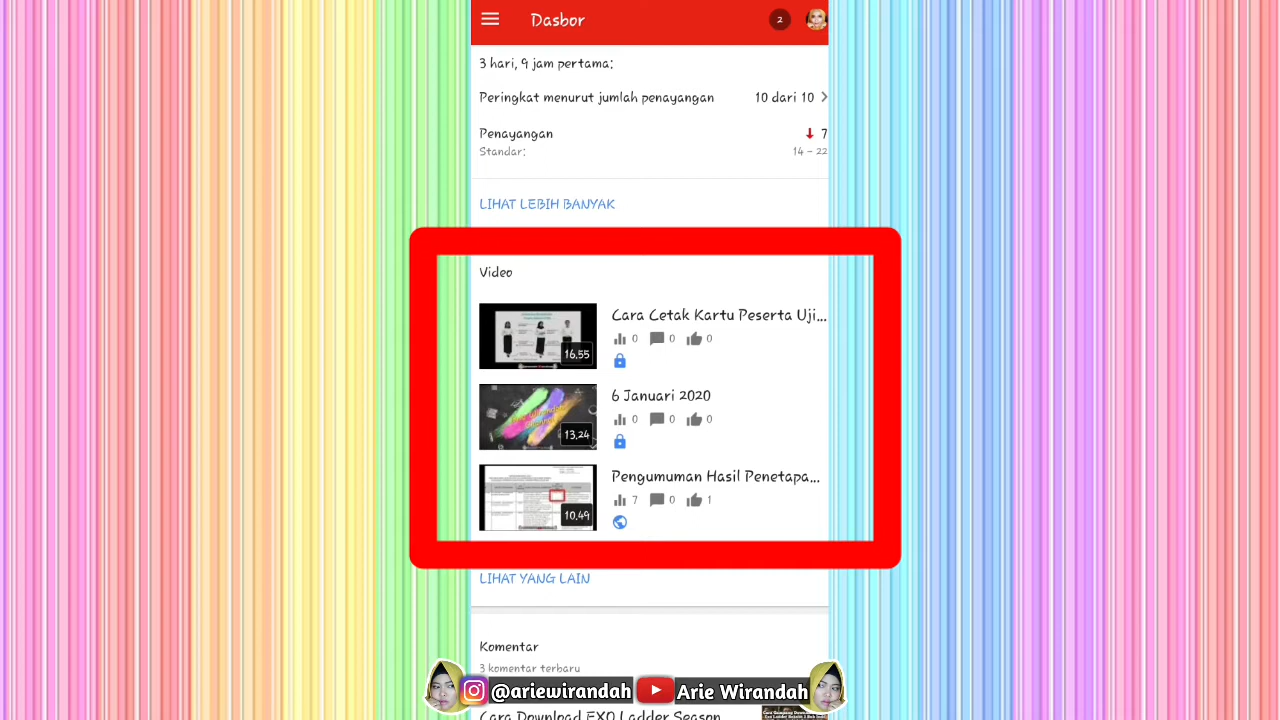 Dasbor
2
3 hari, 9 jam pertama:
Peringkat menurut jumlah penayangan 10 dari 10
Penayangan 7
Standar: 14 – 22
LIHAT LEBIH BANYAK
Video
Cara Cetak Kartu Peserta Uji...
0 0 0
16.55
6 Januari 2020
0 0 0
13.24
Pengumuman Hasil Penetapa...
7 0 1
10.49
LIHAT YANG LAIN
Komentar
3 komentar terbaru
@ariewirandah Arie Wirandah
Cara Download EXO Ladder Season